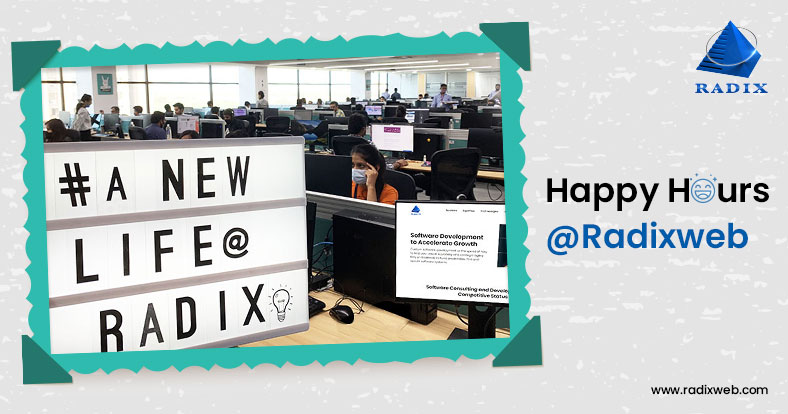 #A NEW
LIFE@
RADIX
Software Development
to Accelerate Growth
Software Consulting and Develop
Competitive Status
RADIX
Happy Hours
@Radixweb
www.radixweb.com